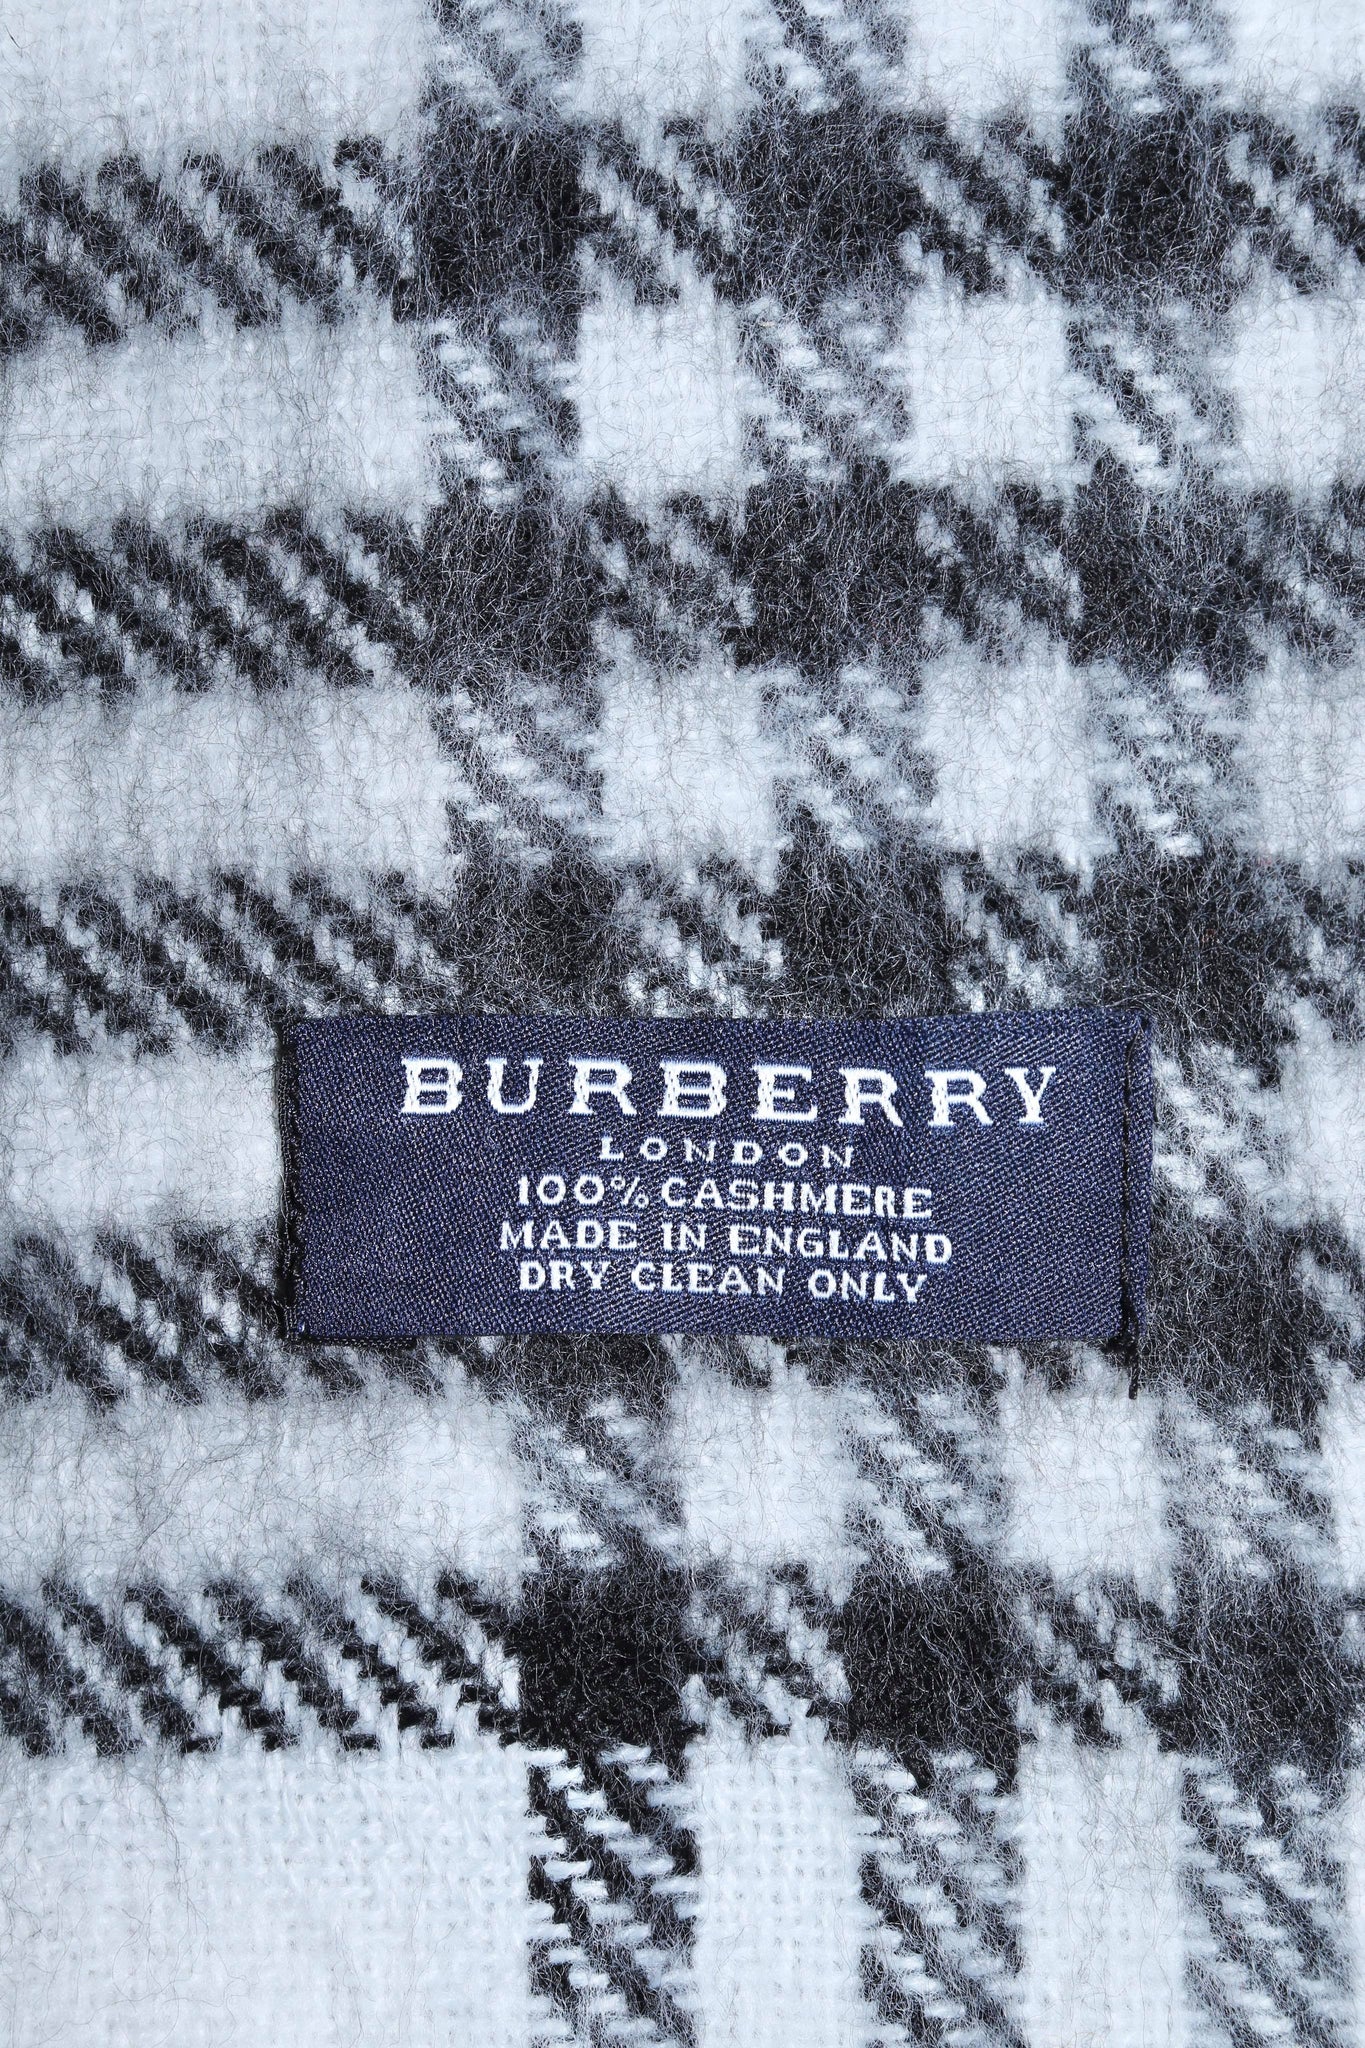 BURBERRY
LONDON
100% CASHMERE
MADE IN ENGLAND
DRY CLEAN ONLY